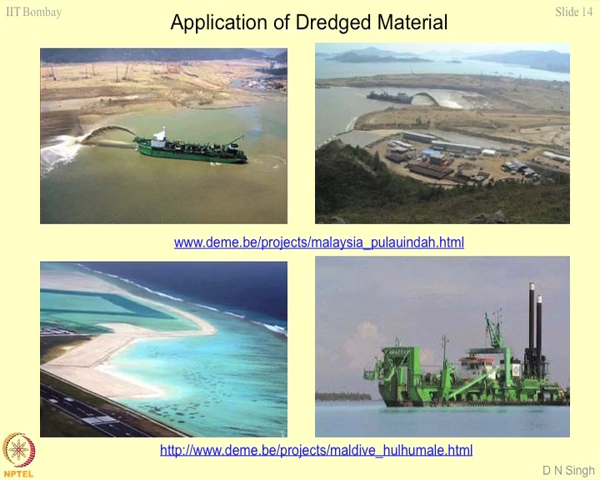 IIT Bombay
Slide 14
Application of Dredged Material
www.deme.be/projects/malaysia_pulauindah.html
http://www.deme.be/projects/maldive_hulhumale.html
NPTEL
D N Singh